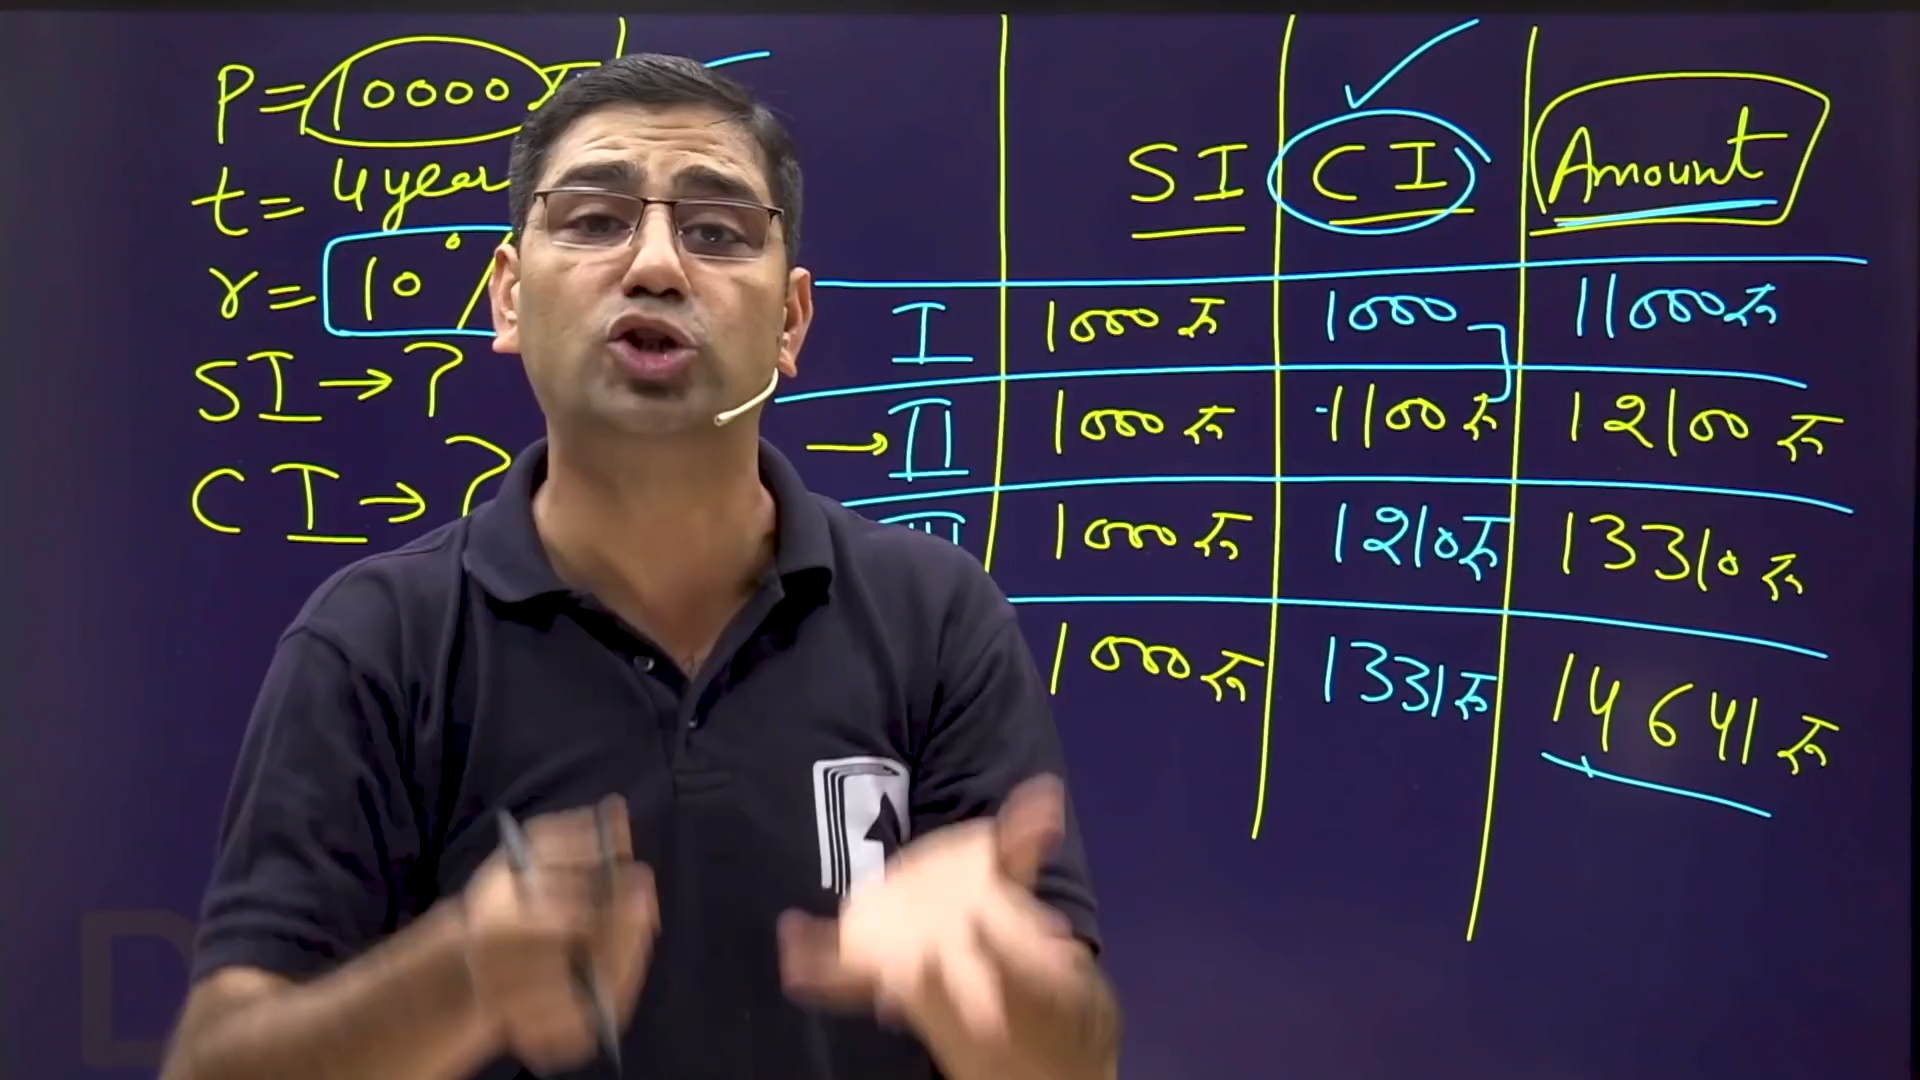 P= 10000
t= 4 year
r= 10%
SI → ?
CI → ?
SI CI Amount
I 1000 रु 1000 11000 रु
→ II 1000 रु 1100 रु 12100 रु
III 1000 रु 1210 रु 13310 रु
1000 रु 1331 रु 14641 रु
D